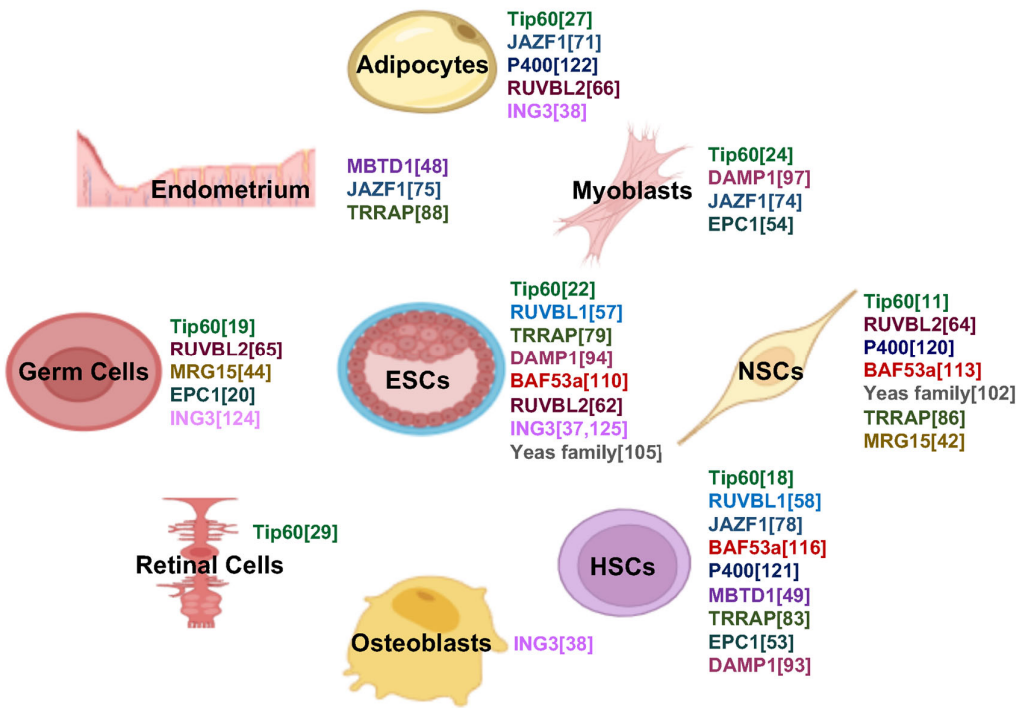 Adipocytes
Tip60[27]
JAZF1[71]
P400[122]
RUVBL2[66]
ING3[38]
Endometrium
MBTD1[48]
JAZF1[75]
TRRAP[88]
Myoblasts
Tip60[24]
DAMP1[97]
JAZF1[74]
EPC1[54]
Germ Cells
Tip60[19]
RUVBL2[65]
MRG15[44]
EPC1[20]
ING3[124]
ESCs
Tip60[22]
RUVBL1[57]
TRRAP[79]
DAMP1[94]
BAF53a[110]
RUVBL2[62]
ING3[37,125]
Yeas family[105]
NSCs
Tip60[11]
RUVBL2[64]
P400[120]
BAF53a[113]
Yeas family[102]
TRRAP[86]
MRG15[42]
Retinal Cells
Tip60[29]
Osteoblasts
ING3[38]
HSCs
Tip60[18]
RUVBL1[58]
JAZF1[78]
BAF53a[116]
P400[121]
MBTD1[49]
TRRAP[83]
EPC1[53]
DAMP1[93]